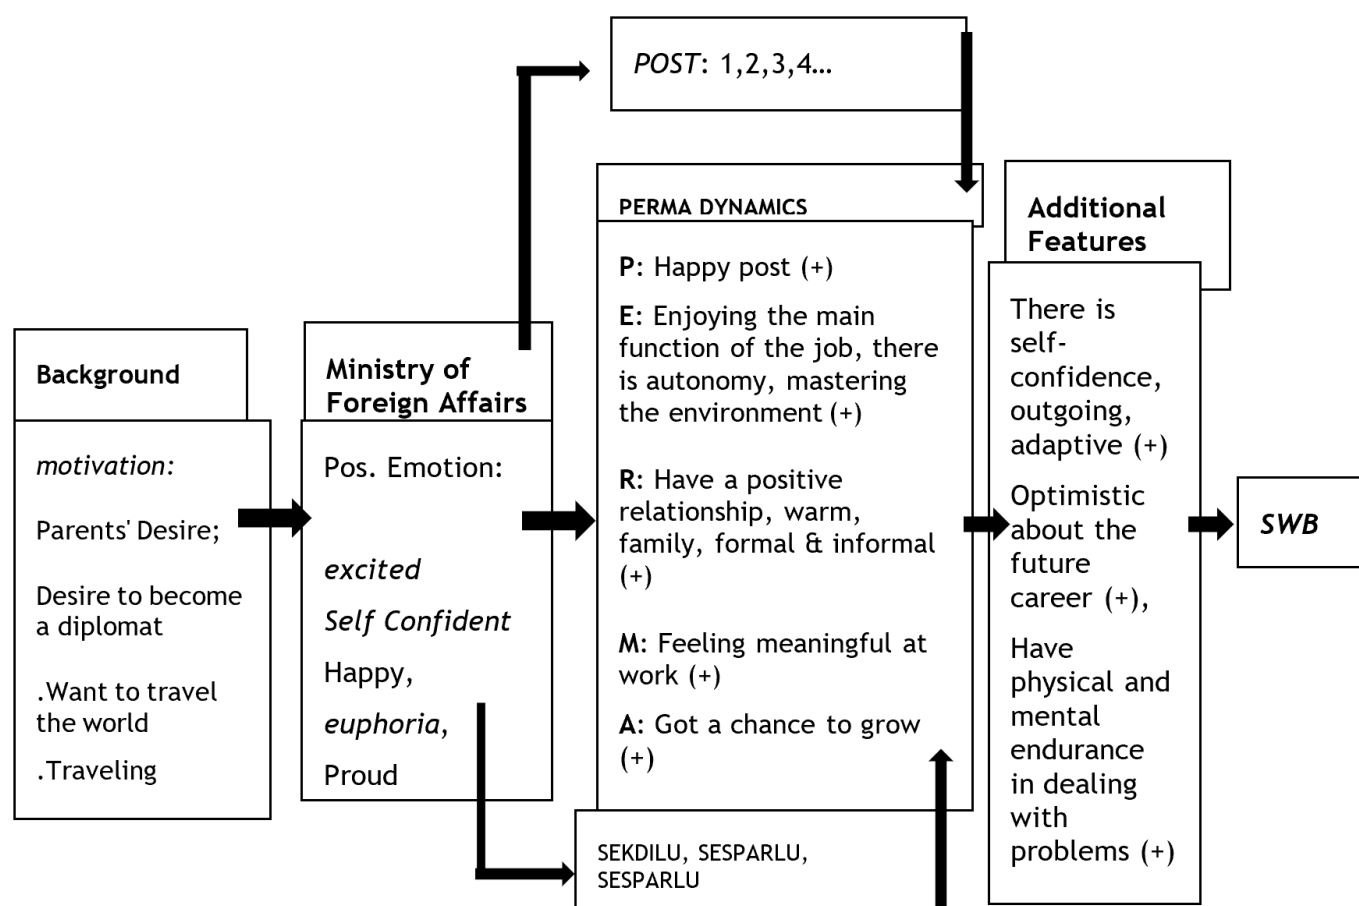 POST: 1,2,3,4...
PERMA DYNAMICS
P: Happy post (+)
E: Enjoying the main
function of the job, there
is autonomy, mastering
the environment (+)
R: Have a positive
relationship, warm,
family, formal & informal
(+)
M: Feeling meaningful at
work (+)
A: Got a chance to grow
(+)
Additional
Features
There is
self-
confidence,
outgoing,
adaptive (+)
Optimistic
about the
future
career (+),
Have
physical and
mental
endurance
in dealing
with
problems (+)
Background
motivation:
Parents' Desire;
Desire to become
a diplomat
.Want to travel
the world
.Traveling
Ministry of
Foreign Affairs
Pos. Emotion:
excited
Self Confident
Happy,
euphoria,
Proud
SWB
SEKDILU, SESPARLU,
SESPARLU